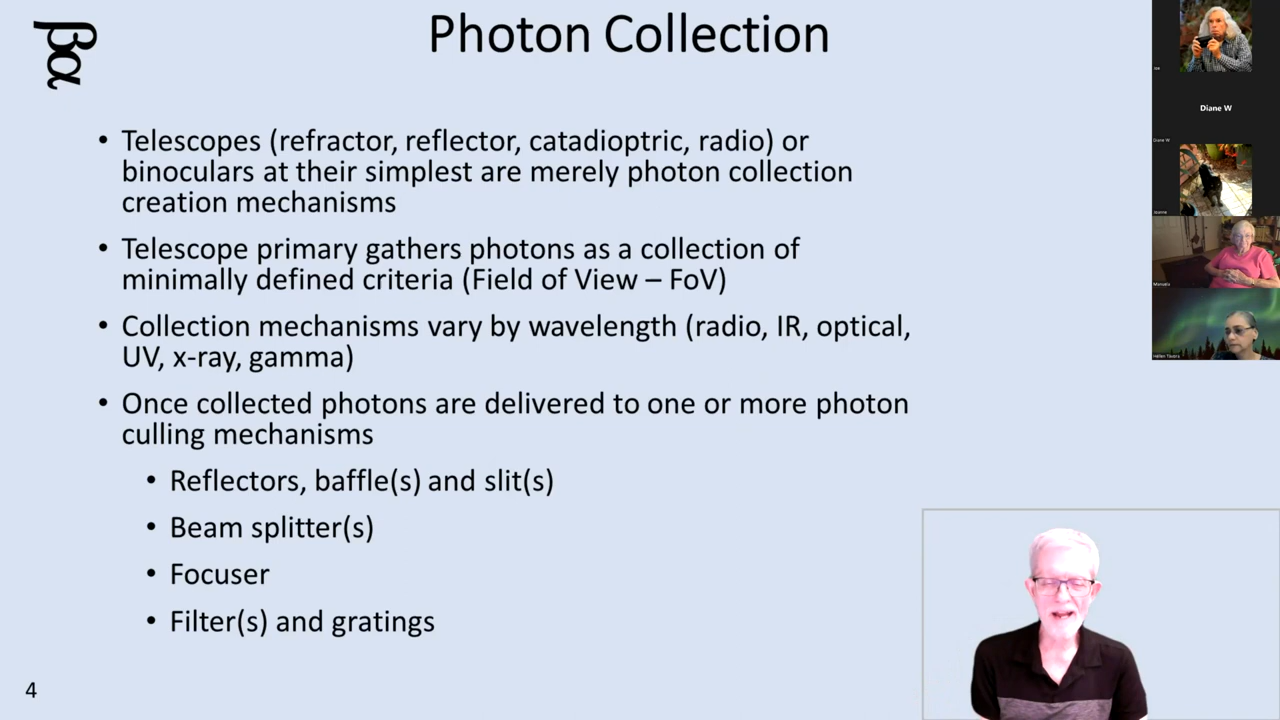 βα
Photon Collection
• Telescopes (refractor, reflector, catadioptric, radio) or
binoculars at their simplest are merely photon collection
creation mechanisms
• Telescope primary gathers photons as a collection of
minimally defined criteria (Field of View – FoV)
• Collection mechanisms vary by wavelength (radio, IR, optical,
UV, x-ray, gamma)
• Once collected photons are delivered to one or more photon
culling mechanisms
• Reflectors, baffle(s) and slit(s)
• Beam splitter(s)
• Focuser
• Filter(s) and gratings
4
Diane W
Diane W
Manuela